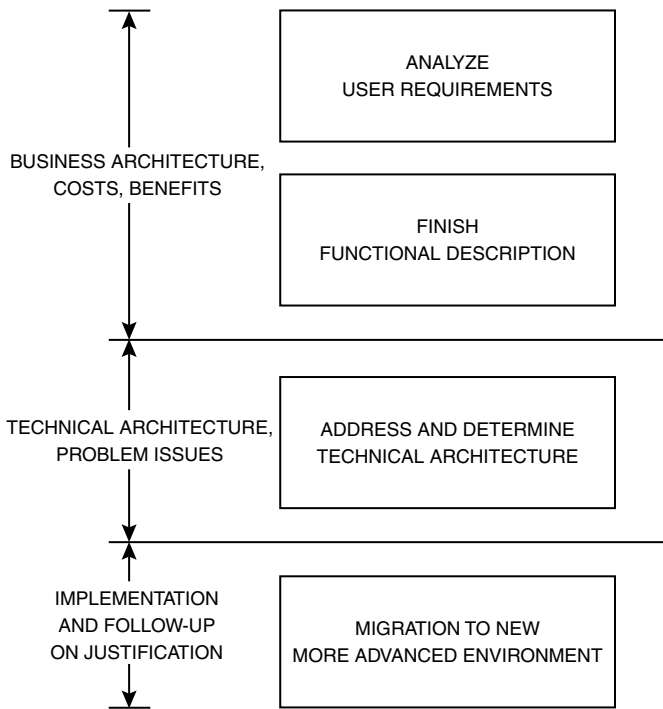 ANALYZE
USER REQUIREMENTS
BUSINESS ARCHITECTURE,
COSTS, BENEFITS
FINISH
FUNCTIONAL DESCRIPTION
TECHNICAL ARCHITECTURE,
PROBLEM ISSUES
ADDRESS AND DETERMINE
TECHNICAL ARCHITECTURE
IMPLEMENTATION
AND FOLLOW-UP
ON JUSTIFICATION
MIGRATION TO NEW
MORE ADVANCED ENVIRONMENT